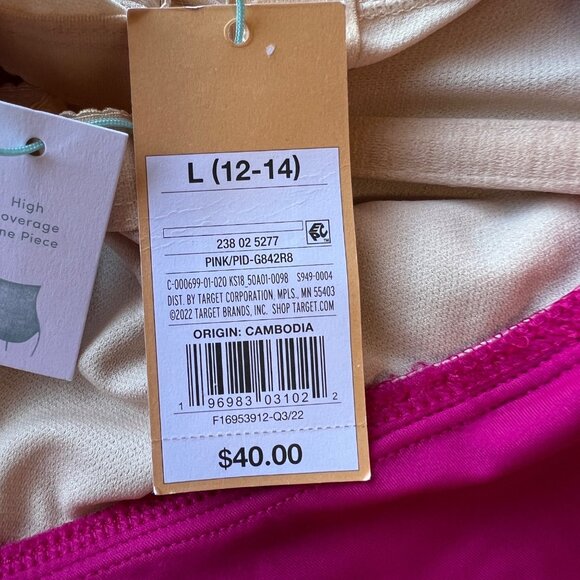 High
overage
ne Piece
L (12-14)
238 02 5277
PINK/PID-G842R8
C-000699-01-020 KS18_50A01-0098 S949-0004
DIST. BY TARGET CORPORATION, MPLS., MN 55403
©2022 TARGET BRANDS, INC. SHOP TARGET.COM
ORIGIN: CAMBODIA
1 96983 03102 2
F16953912-Q3/22
$40.00